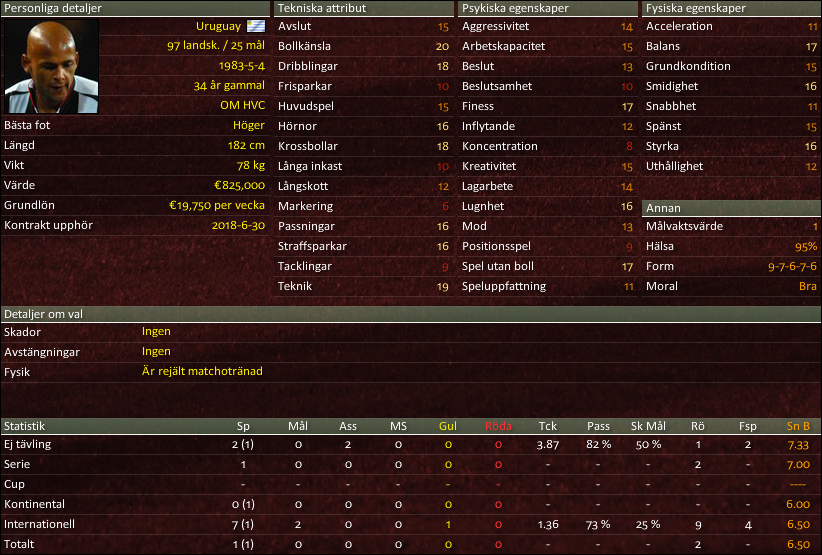 Personliga detaljer
Uruguay
97 landsk. / 25 mål
1983-5-4
34 år gammal
OM HVC
Bästa fot Höger
Längd 182 cm
Vikt 78 kg
Värde €825,000
Grundlön €19,750 per vecka
Kontrakt upphör 2018-6-30
Tekniska attribut
Avslut 15
Bollkänsla 20
Dribblingar 18
Frisparkar 10
Huvudspel 15
Hörnor 16
Krossbollar 18
Långa inkast 10
Långskott 12
Markering 6
Passningar 16
Straffsparkar 16
Tacklingar 9
Teknik 19
Psykiska egenskaper
Aggressivitet 14
Arbetskapacitet 15
Beslut 13
Beslutsamhet 10
Finess 17
Inflytande 12
Koncentration 8
Kreativitet 15
Lagarbete 14
Lugnhet 16
Mod 13
Positionsspel 9
Spel utan boll 17
Speluppfattning 11
Fysiska egenskaper
Acceleration 11
Balans 17
Grundkondition 15
Smidighet 16
Snabbhet 11
Spänst 15
Styrka 16
Uthållighet 12
Annan
Målvaktsvärde 1
Hälsa 95%
Form 9-7-6-7-6
Moral Bra
Detaljer om val
Skador Ingen
Avstängningar Ingen
Fysik Är rejält matchotränad
Statistik Sp Mål Ass MS Gul Röda Tck Pass Sk Mål Rö Fsp Sn B
Ej tävling 2 (1) 0 2 0 0 0 3.87 82 % 50 % 1 2 7.33
Serie 1 0 0 0 0 0 - - - 2 - 7.00
Cup - - - - - - - - - - - ----
Kontinental 0 (1) 0 0 0 0 0 - - - - - 6.00
Internationell 7 (1) 2 0 0 1 0 1.36 73 % 25 % 9 4 6.50
Totalt 1 (1) 0 0 0 0 0 - - - 2 - 6.50